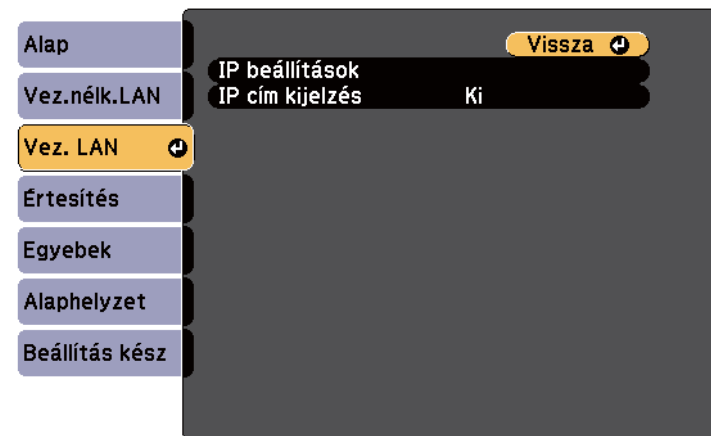 Alap
Vez.nélk.LAN
Vez. LAN
Értesítés
Egyebek
Alaphelyzet
Beállítás kész
Vissza
IP beállítások
IP cím kijelzés Ki